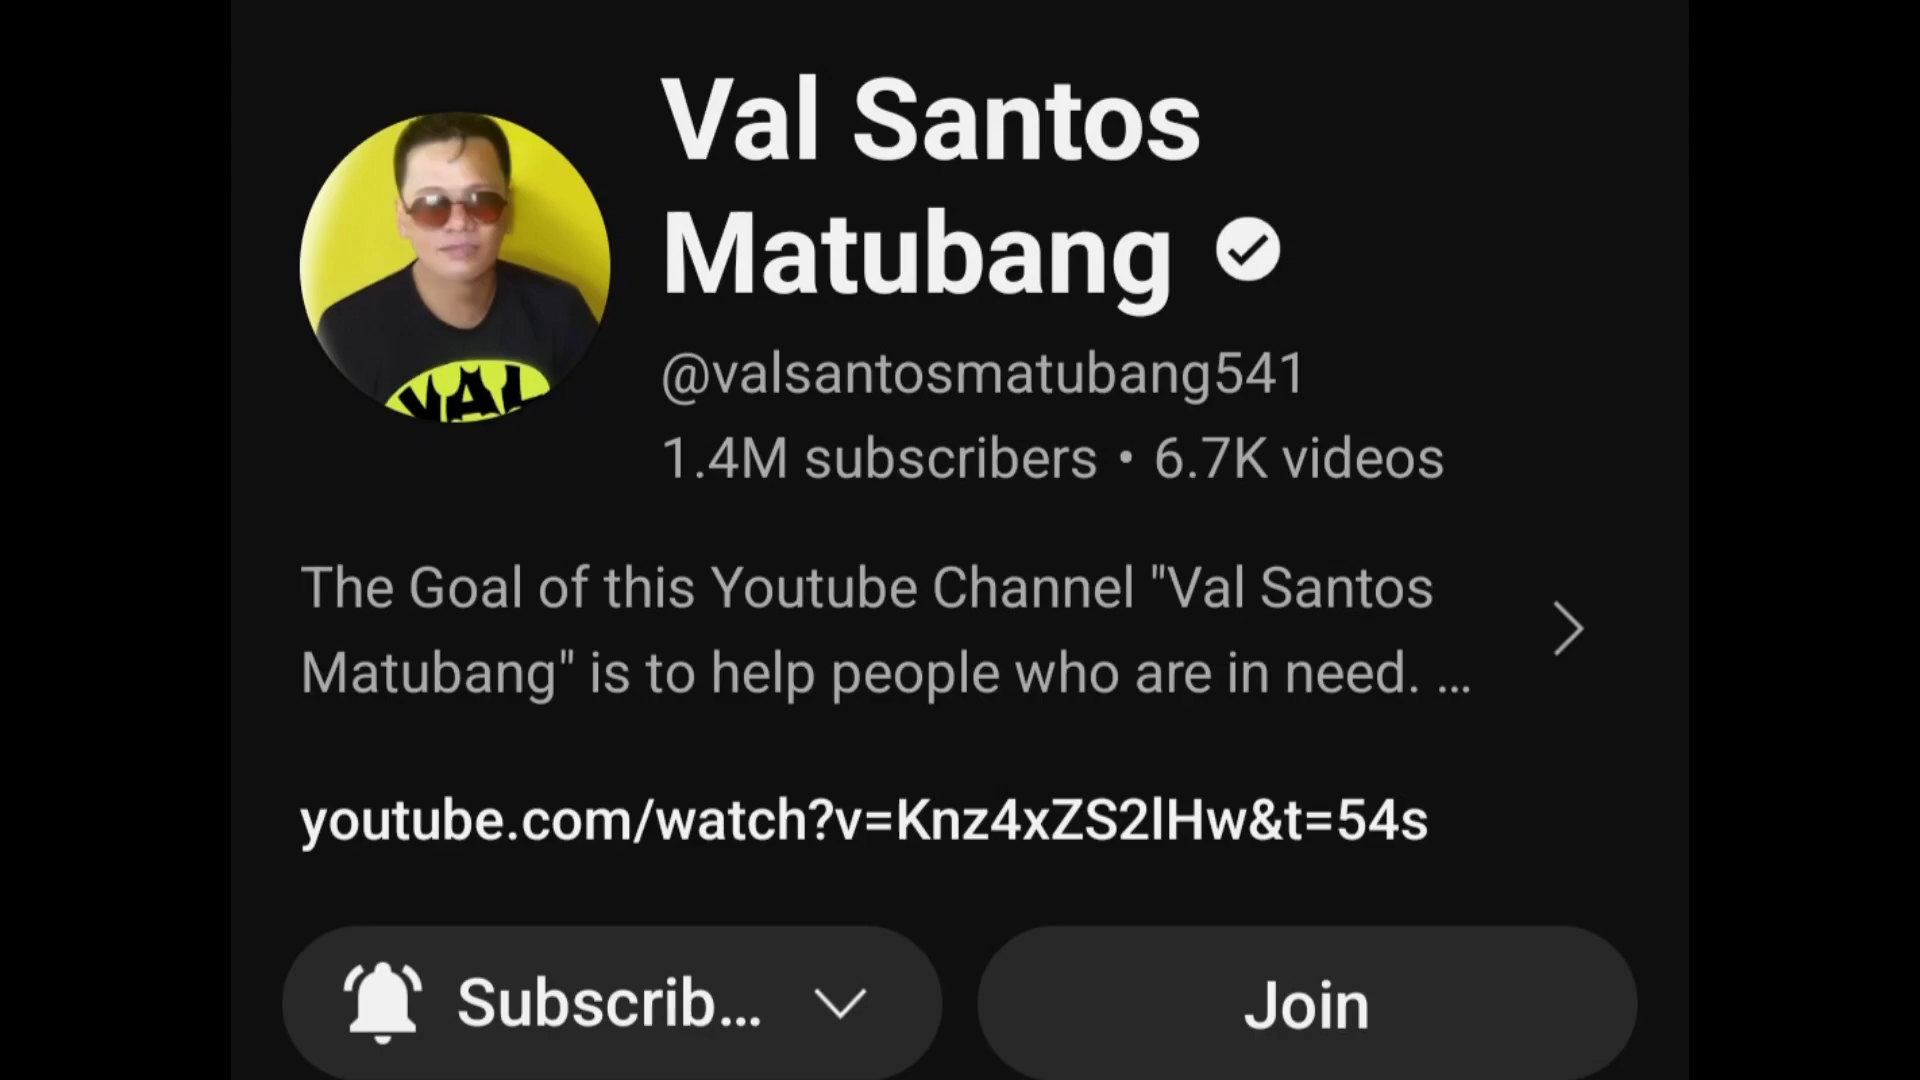 Val Santos
Matubang
@valsantosmatubang541
1.4M subscribers • 6.7K videos
The Goal of this Youtube Channel "Val Santos
Matubang" is to help people who are in need. ...
youtube.com/watch?v=Knz4xZS2lHw&t=54s
Subscrib...
Join
VAL